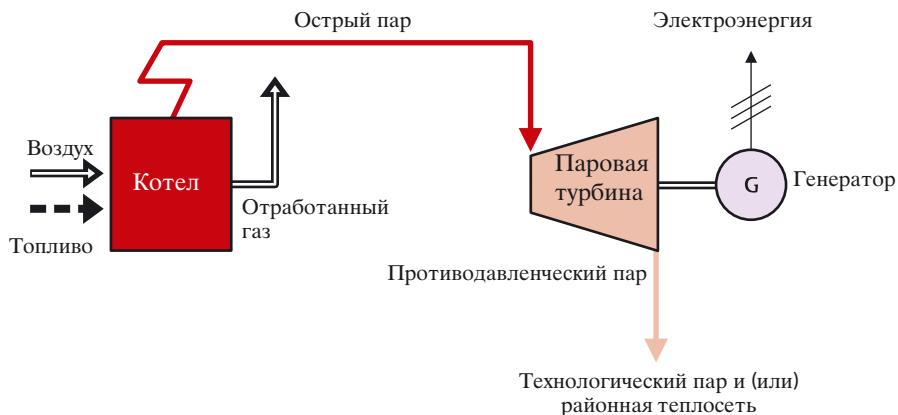 Острый пар
Электроэнергия
Воздух
Котел
Паровая
турбина
G
Генератор
Отработанный
газ
Топливо
Противодавленческий пар
Технологический пар и (или)
районная теплосеть